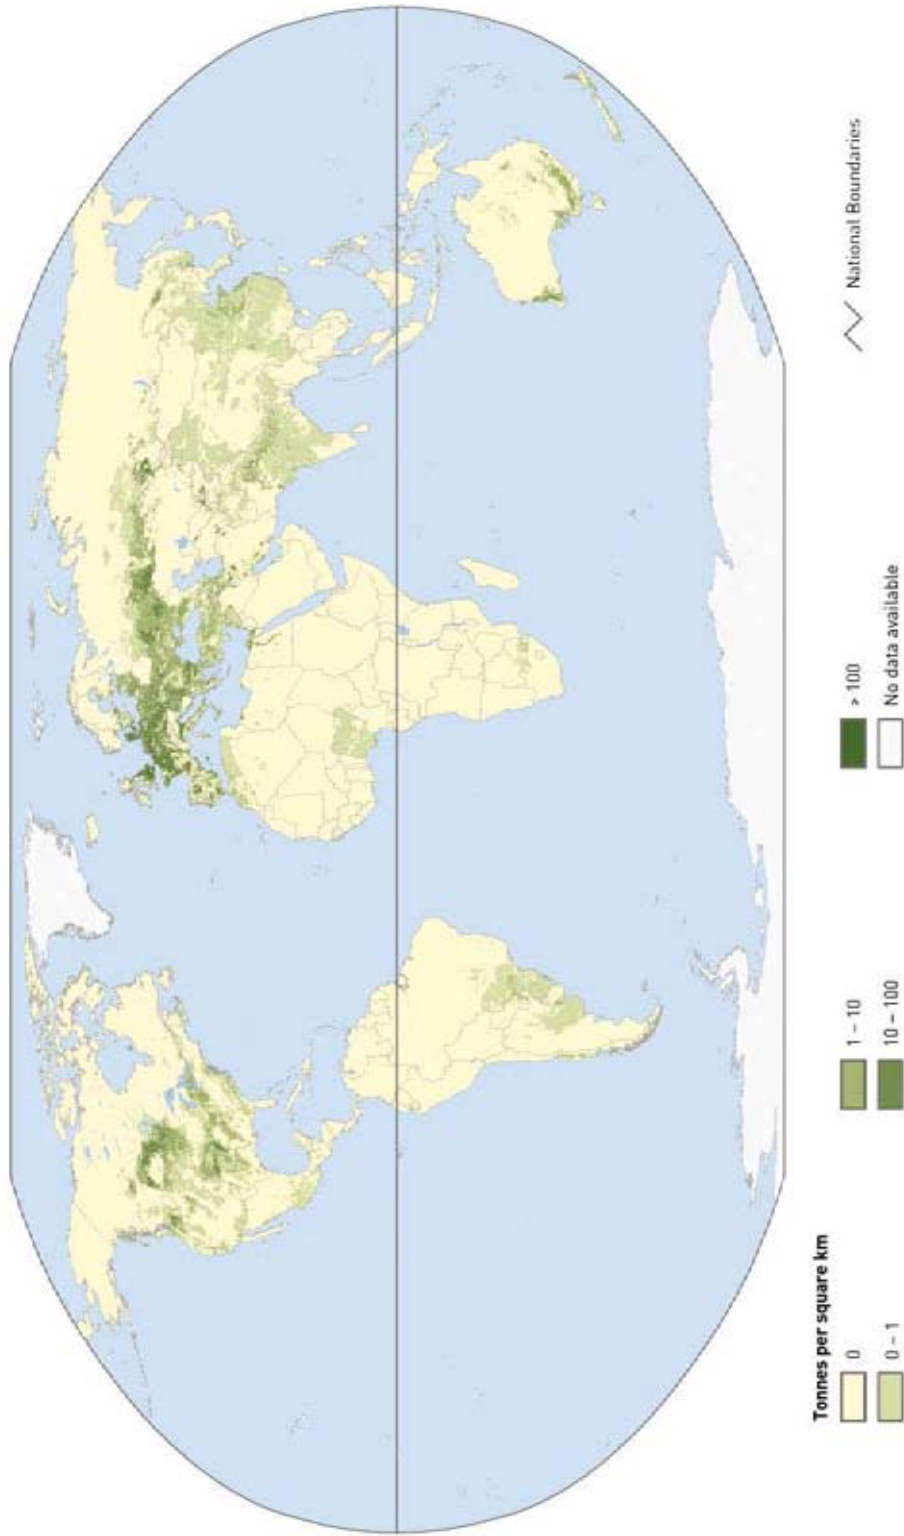 Tonnes per square km
0
0 – 1
1 – 10
10 – 100
> 100
No data available
National Boundaries